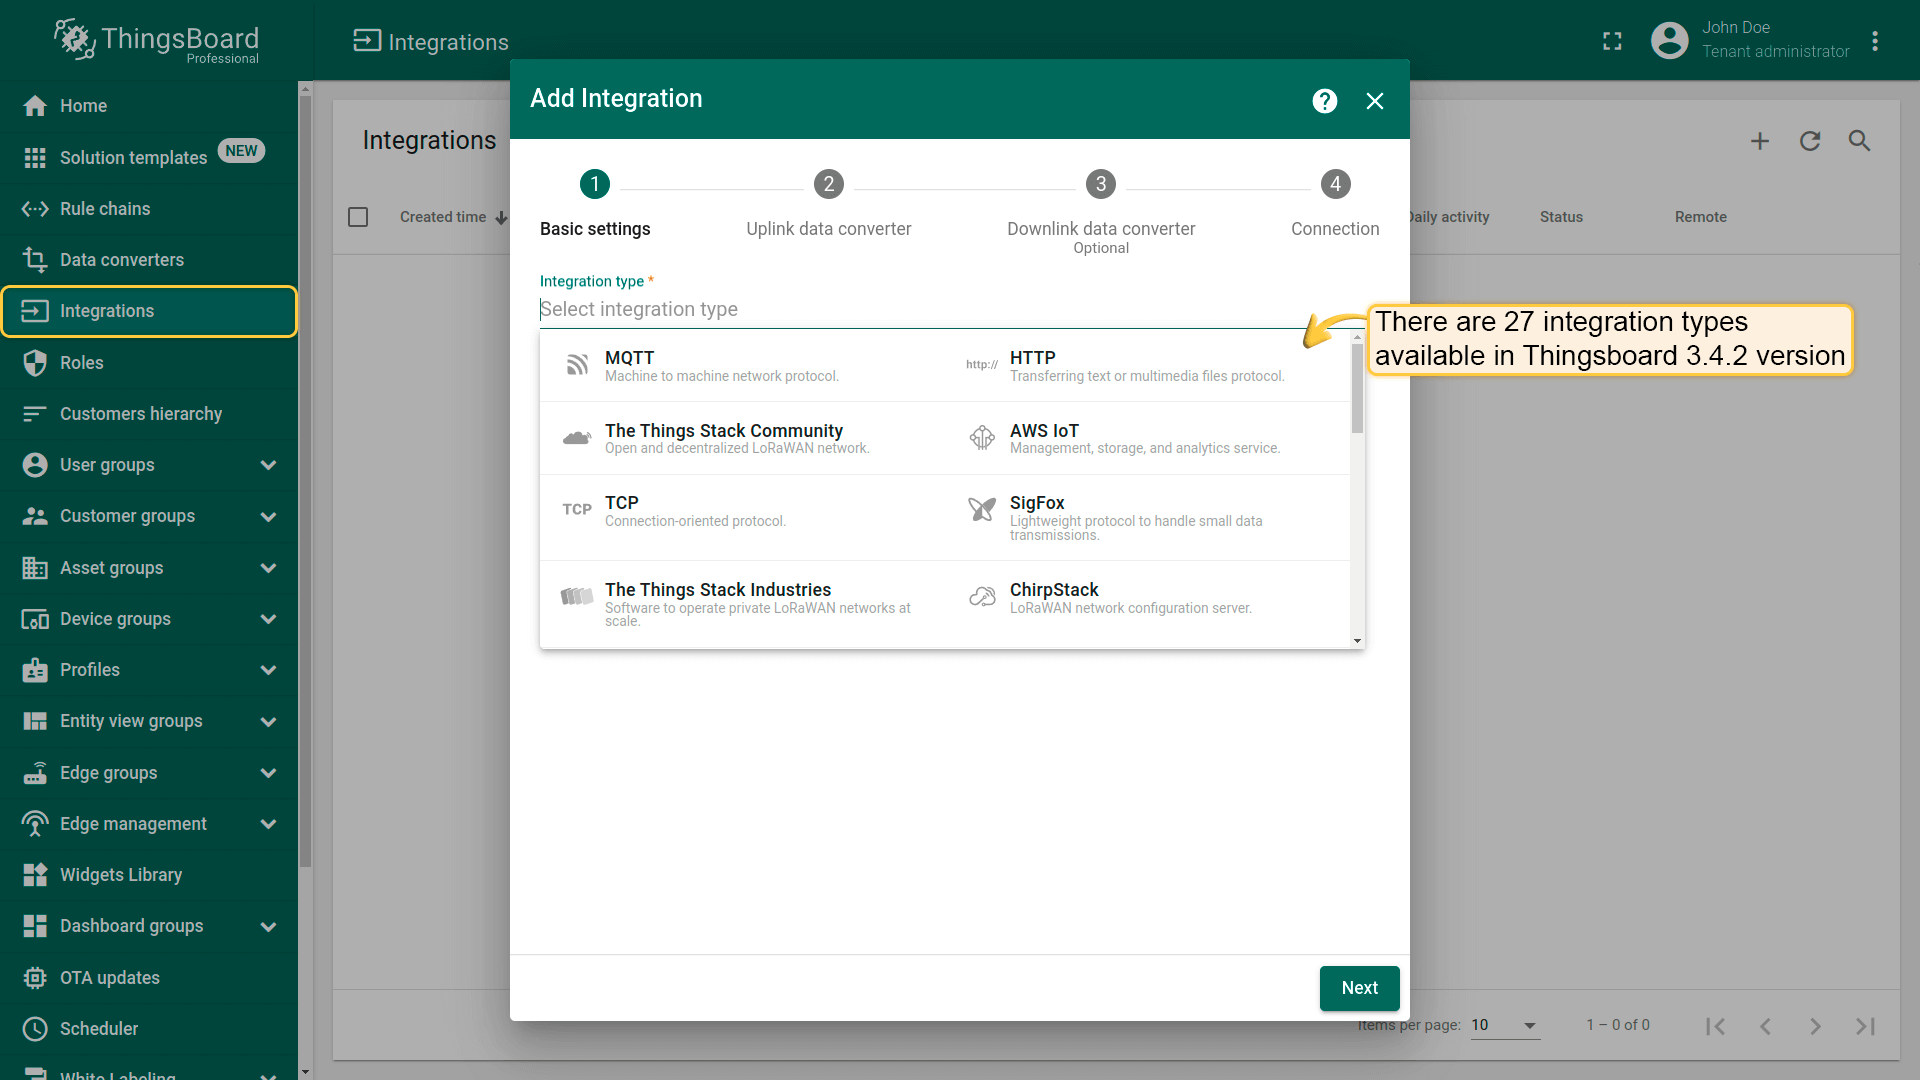 ThingsBoard
Professional
Home
Solution templates NEW
Rule chains
Data converters
Integrations
Roles
Customers hierarchy
User groups
Customer groups
Asset groups
Device groups
Profiles
Entity view groups
Edge groups
Edge management
Widgets Library
Dashboard groups
OTA updates
Scheduler
White Labeling
Integrations
John Doe
Tenant administrator
Integrations
Created time
Daily activity
Status
Remote
Add Integration
1
2
3
4
Basic settings
Uplink data converter
Downlink data converter
Optional
Connection
Integration type *
Select integration type
MQTT
Machine to machine network protocol.
http://
HTTP
Transferring text or multimedia files protocol.
The Things Stack Community
Open and decentralized LoRaWAN network.
AWS IoT
Management, storage, and analytics service.
TCP
TCP
Connection-oriented protocol.
SigFox
Lightweight protocol to handle small data
transmissions.
The Things Stack Industries
Software to operate private LoRaWAN networks at
scale.
ChirpStack
LoRaWAN network configuration server.
There are 27 integration types
available in Thingsboard 3.4.2 version
Next
Items per page: 10
1 – 0 of 0